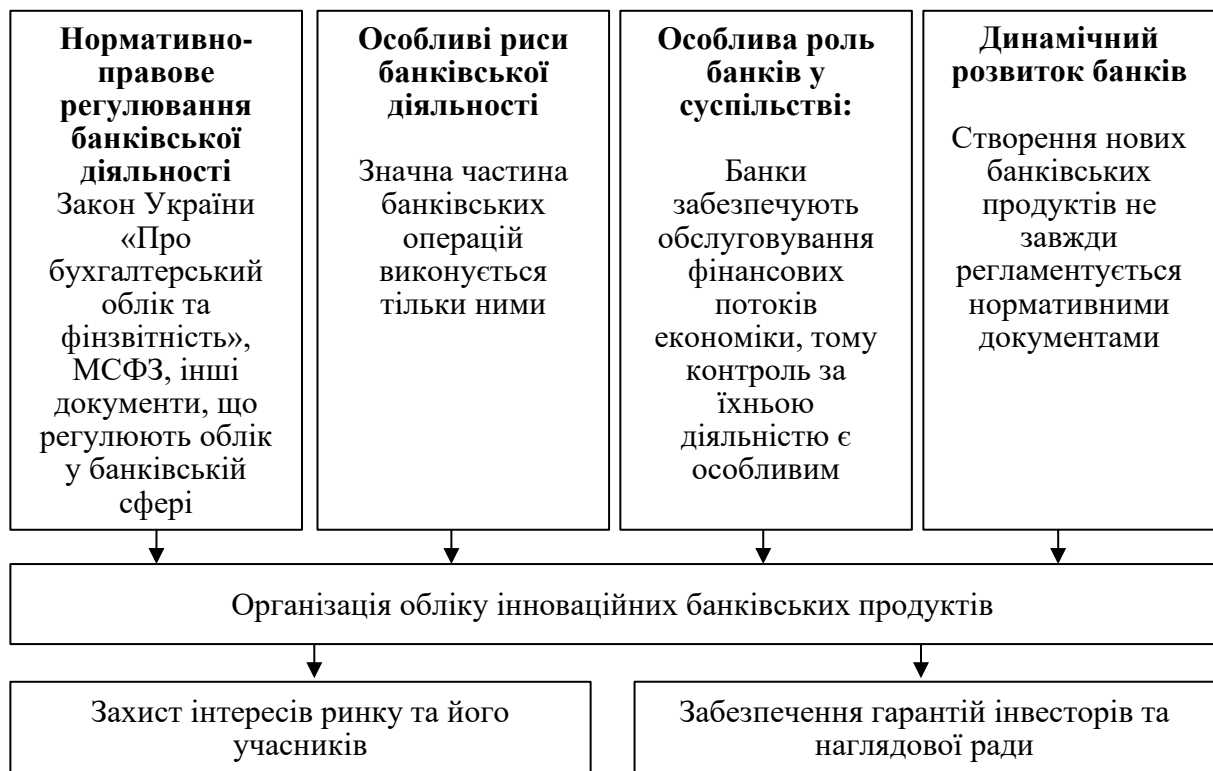 Нормативно-
правове
регулювання
банківської
діяльності
Закон України
«Про
бухгалтерський
облік та
фінзвітність»,
МСФЗ, інші
документи, що
регулюють облік
у банківській
сфері
Особливі риси
банківської
діяльності
Значна частина
банківських
операцій
виконується
тільки ними
Особлива роль
банків у
суспільстві:
Банки
забезпечують
обслуговування
фінансових
потоків
економіки, тому
контроль за
їхньою
діяльністю є
особливим
Динамічний
розвиток банків
Створення нових
банківських
продуктів не
завжди
регламентується
нормативними
документами
Організація обліку інноваційних банківських продуктів
Захист інтересів ринку та його
учасників
Забезпечення гарантій інвесторів та
наглядової ради